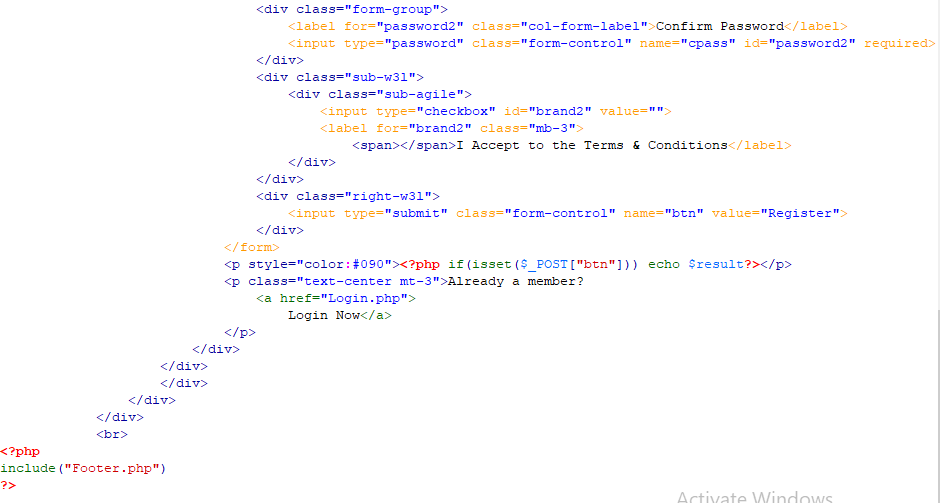 <div class="form-group">
<label for="password2" class="col-form-label">Confirm Password</label>
<input type="password" class="form-control" name="cpass" id="password2" required>
</div>
<div class="sub-w3l">
<div class="sub-agile">
<input type="checkbox" id="brand2" value="">
<label for="brand2" class="mb-3">
<span></span>I Accept to the Terms & Conditions</label>
</div>
</div>
<div class="right-w3l">
<input type="submit" class="form-control" name="btn" value="Register">
</div>
</form>
<p style="color:#090"><?php if(isset($_POST["btn"])) echo $result?></p>
<p class="text-center mt-3">Already a member?
<a href="Login.php">
Login Now</a>
</p>
</div>
</div>
</div>
</div>
</div>
<br>
<?php
include("Footer.php")
?>
Activate Windows